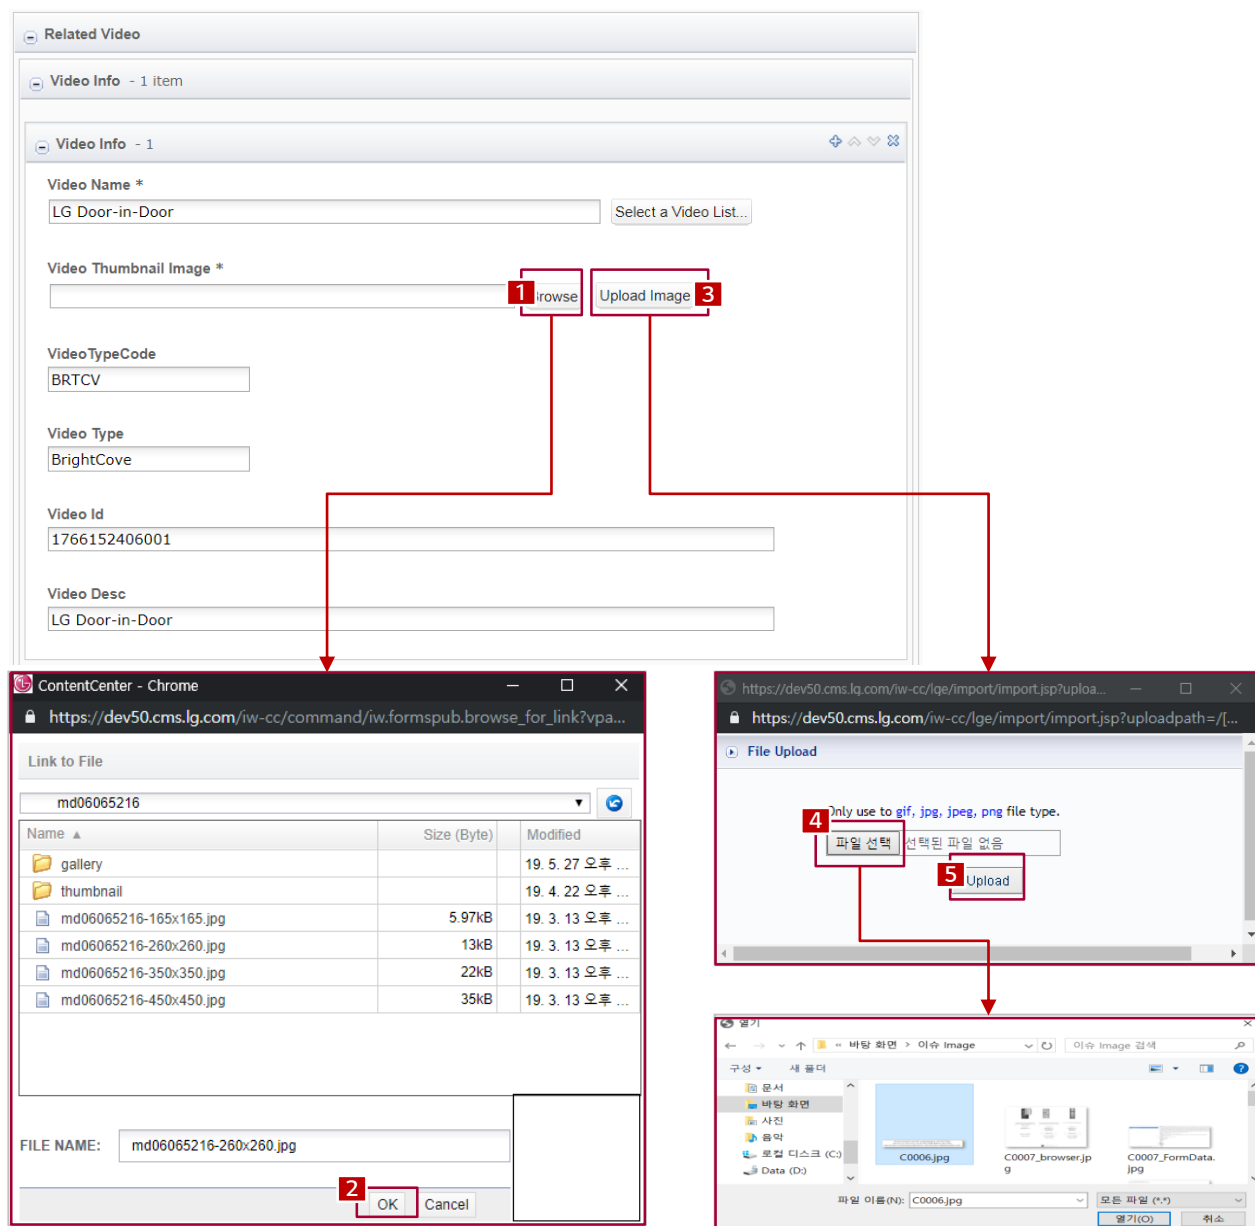 Related Video
Video Info - 1 item
Video Info - 1
Video Name *
LG Door-in-Door
Select a Video List...
Video Thumbnail Image *
1 rowse
Upload Image 3
VideoTypeCode
BRTCV
Video Type
BrightCove
Video Id
1766152406001
Video Desc
LG Door-in-Door
ContentCenter - Chrome
https://dev50.cms.lg.com/iw-cc/command/iw.formspub.browse_for_link?vpa...
Link to File
md06065216
Name Size (Byte) Modified
gallery 19. 5. 27 오후 ...
thumbnail 19. 4. 22 오후 ...
md06065216-165x165.jpg 5.97kB 19. 3. 13 오후 ...
md06065216-260x260.jpg 13kB 19. 3. 13 오후 ...
md06065216-350x350.jpg 22kB 19. 3. 13 오후 ...
md06065216-450x450.jpg 35kB 19. 3. 13 오후 ...
FILE NAME: md06065216-260x260.jpg
2
OK Cancel
https://dev50.cms.lg.com/iw-cc/lge/import/import.jsp?uploa...
https://dev50.cms.lg.com/iw-cc/lge/import/import.jsp?uploadpath=/[...
File Upload
Only use to gif, jpg, jpeg, png file type.
4
파일 선택 선택된 파일 없음
5 Upload
열기
« 바탕 화면 > 이슈 Image
이슈 Image 검색
구성 새 폴더
문서
바탕 화면
사진
음악
로컬 디스크 (C:)
Data (D:)
C0006.jpg
C0007_browser.jp
g
C0007_FormData.
jpg
파일 이름(N): C0006.jpg
모든 파일 (*.*)
열기(O) 취소